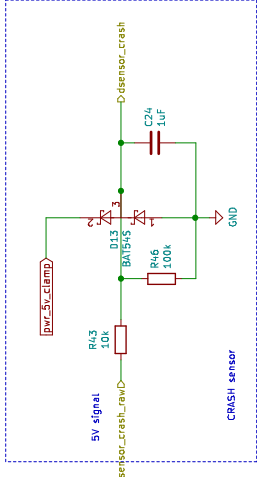 dsensor_crash
C24
1uF
3
2
1
D13
BAT54S
GND
pwr_5v_clamp
R46
100k
R43
10k
5V signal
sensor_crash_raw
CRASH sensor